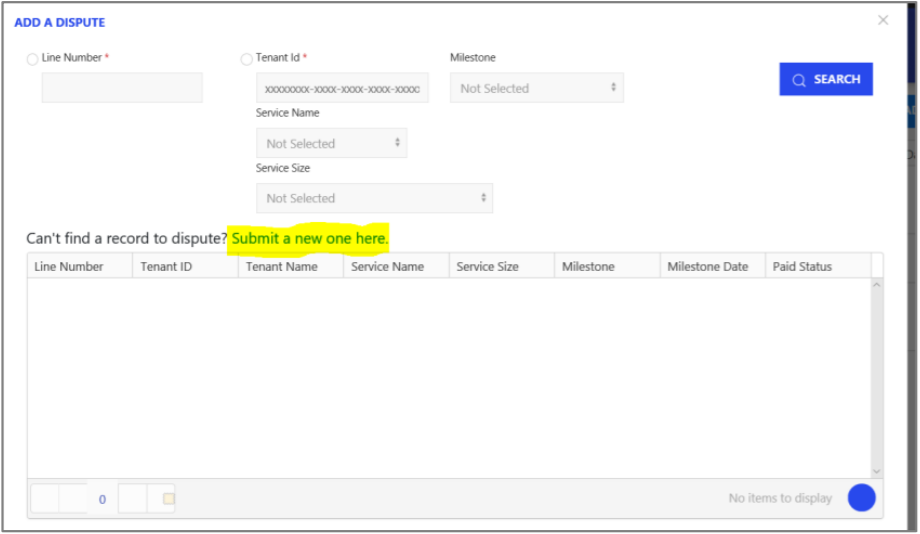 ADD A DISPUTE
Line Number *
Tenant Id *
Milestone
xxxxxxxx-xxxx-xxxx-xxxx-xxxx
Not Selected
SEARCH
Service Name
Not Selected
Service Size
Not Selected
Can't find a record to dispute? Submit a new one here.
Line Number Tenant ID Tenant Name Service Name Service Size Milestone Milestone Date Paid Status
0
No items to display